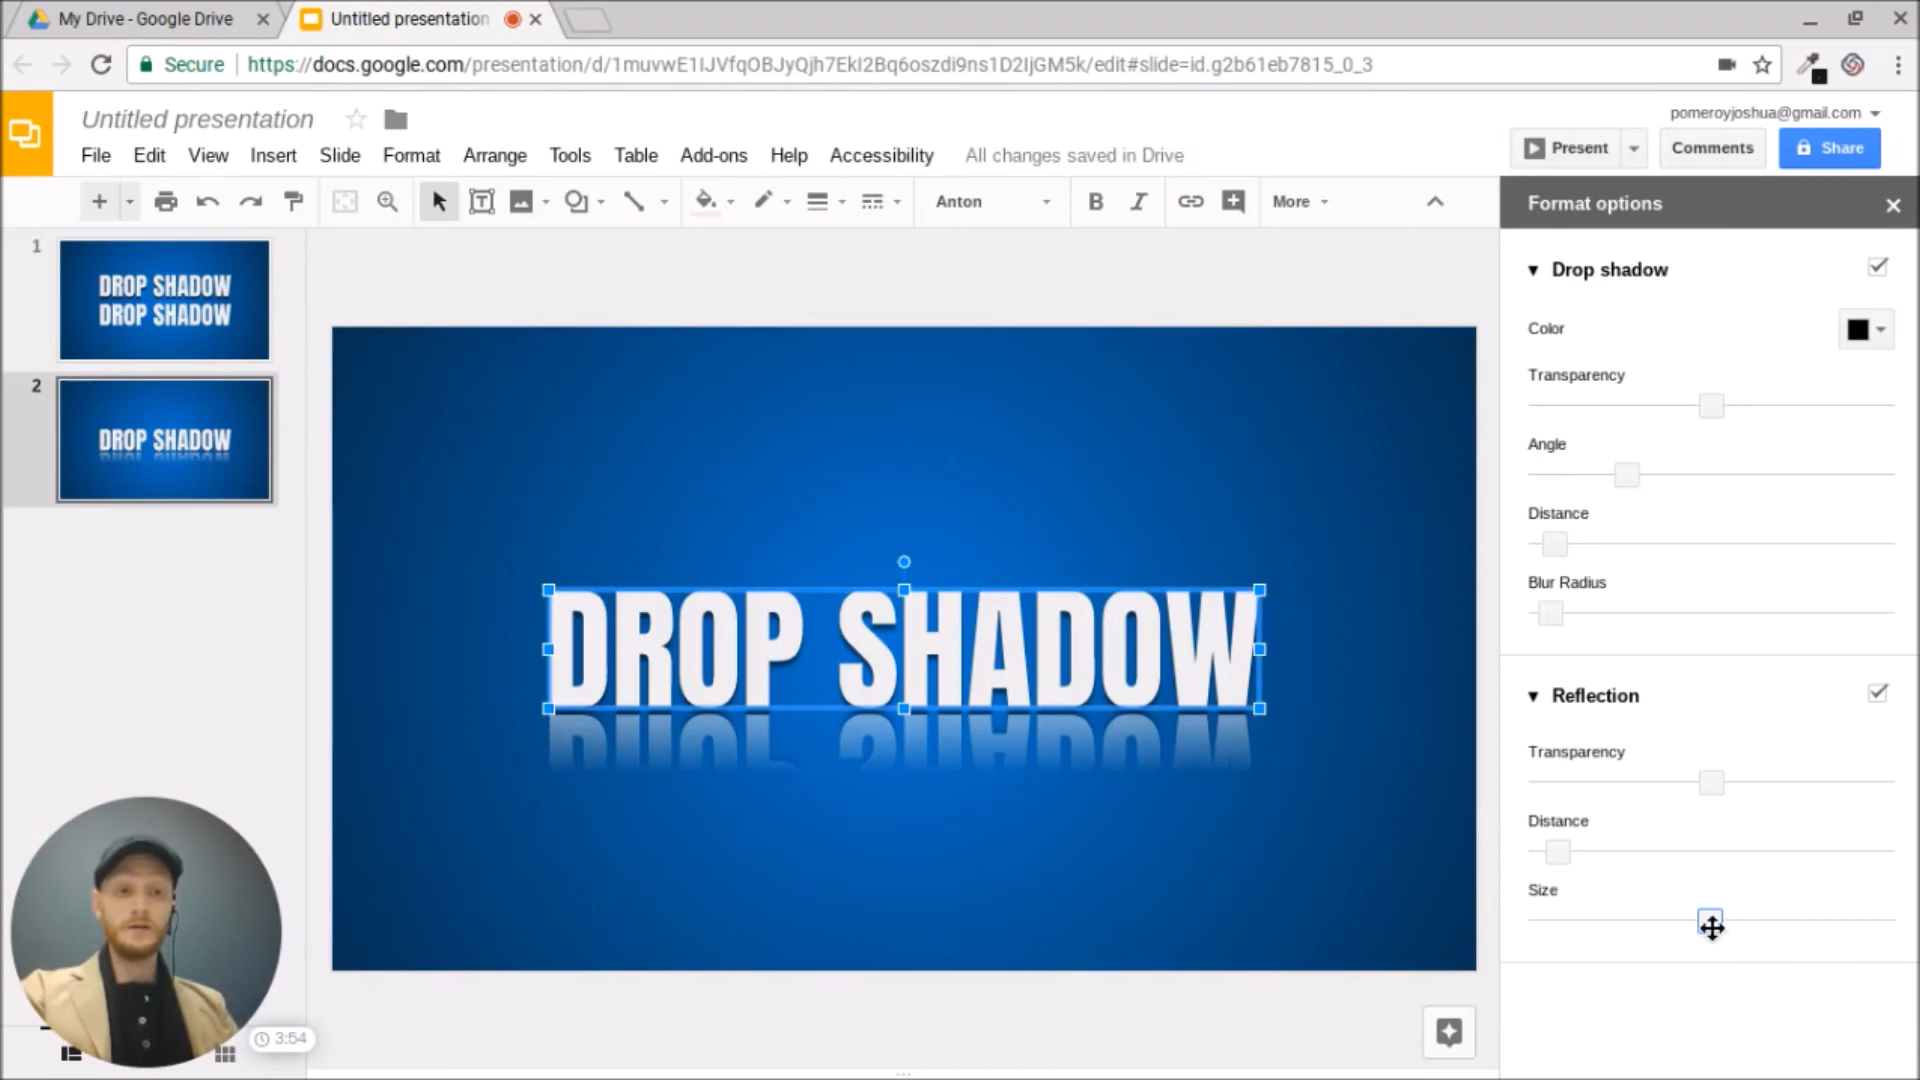 My Drive - Google Drive
Untitled presentation
Secure
https://docs.google.com/presentation/d/1muvwE1IJVfqOBJyQjh7EkI2Bq6oszdi9ns1D2IjGM5k/edit#slide=id.g2b61eb7815_0_3
Untitled presentation
pomeroyjoshua@gmail.com
File Edit View Insert Slide Format Arrange Tools Table Add-ons Help Accessibility All changes saved in Drive
Present Comments Share
Anton B I More
Format options
1
DROP SHADOW
DROP SHADOW
2
DROP SHADOW
DROP SHADOW
Drop shadow
Color
Transparency
Angle
Distance
Blur Radius
Reflection
Transparency
Distance
Size
3:54